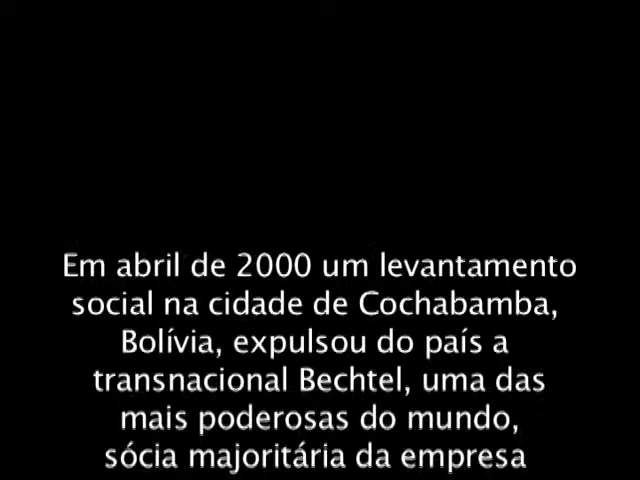 Em abril de 2000 um levantamento
social na cidade de Cochabamba,
Bolívia, expulsou do país a
transnacional Bechtel, uma das
mais poderosas do mundo,
sócia majoritária da empresa